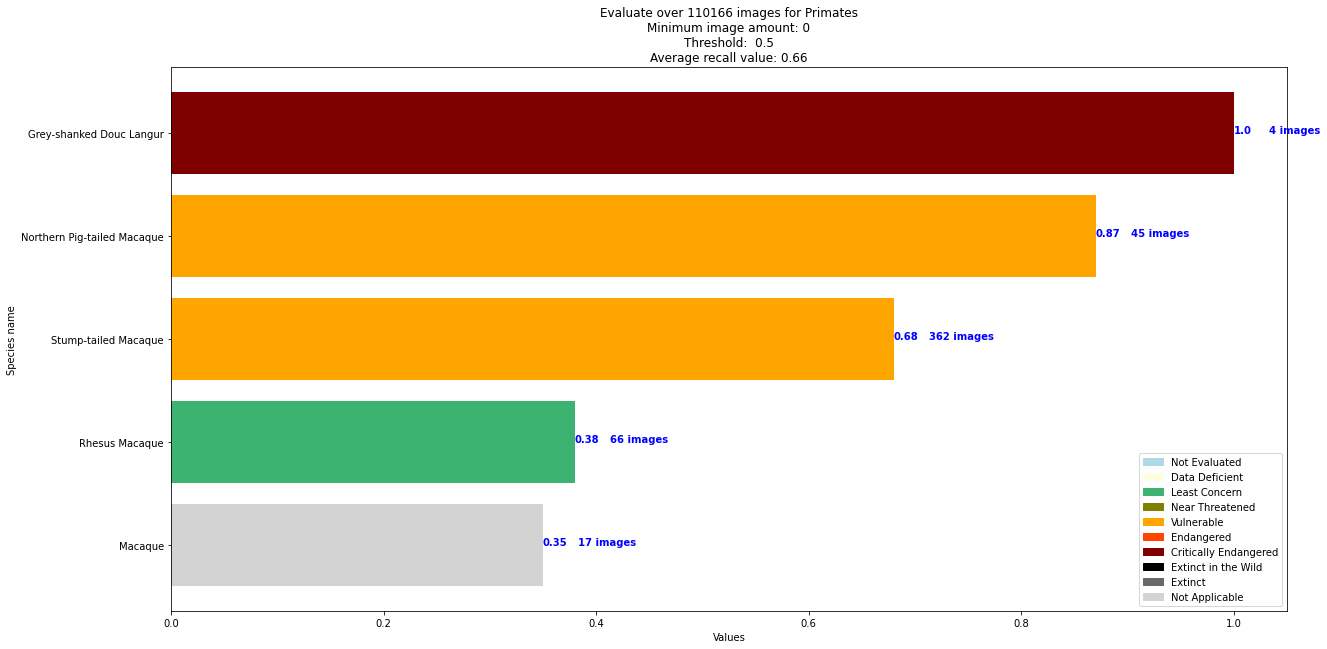 Evaluate over 110166 images for Primates
Minimum image amount: 0
Threshold:  0.5
Average recall value: 0.66
Species name
Grey-shanked Douc Langur
1.0 4 images
Northern Pig-tailed Macaque
0.87 45 images
Stump-tailed Macaque
0.68 362 images
Rhesus Macaque
0.38 66 images
Macaque
0.35 17 images
Not Evaluated
Data Deficient
Least Concern
Near Threatened
Vulnerable
Endangered
Critically Endangered
Extinct in the Wild
Extinct
Not Applicable
0.0 0.2 0.4 0.6 0.8 1.0
Values